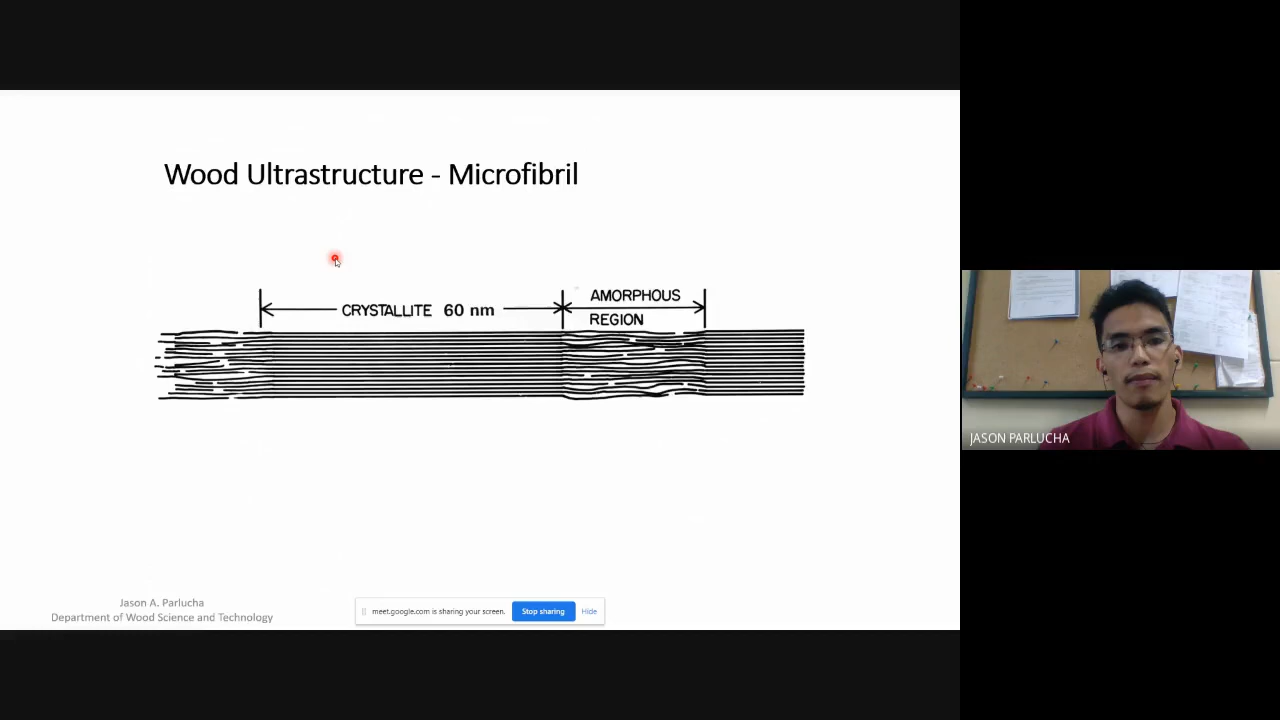 Wood Ultrastructure - Microfibril
CRYSTALLITE 60 nm
AMORPHOUS
REGION
JASON PARLUCHA
Jason A. Parlucha
Department of Wood Science and Technology
meet.google.com is sharing your screen. Stop sharing Hide